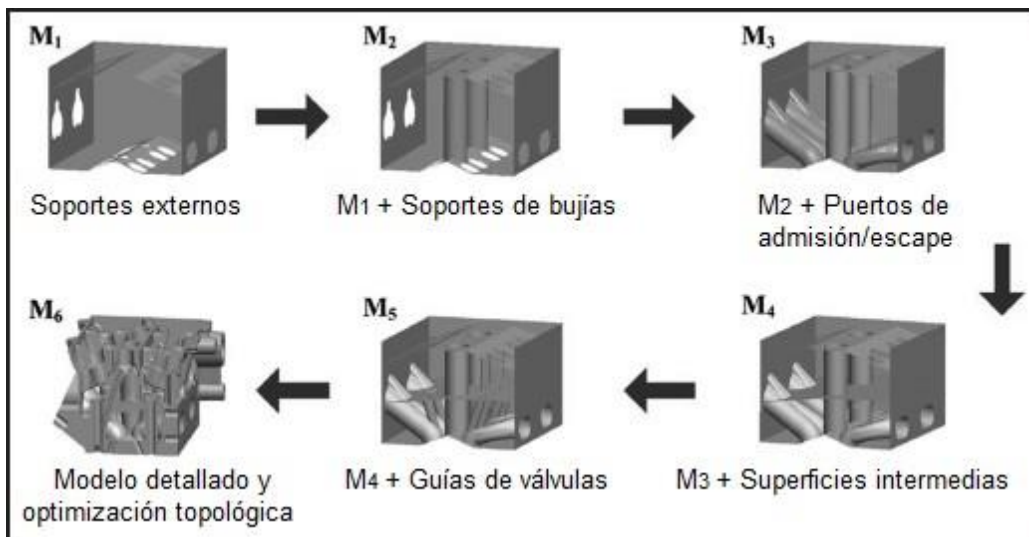 M1
Soportes externos
M2
M1 + Soportes de bujías
M3
M2 + Puertos de
admisión/escape
M4
M3 + Superficies intermedias
M5
M4 + Guías de válvulas
M6
Modelo detallado y
optimización topológica